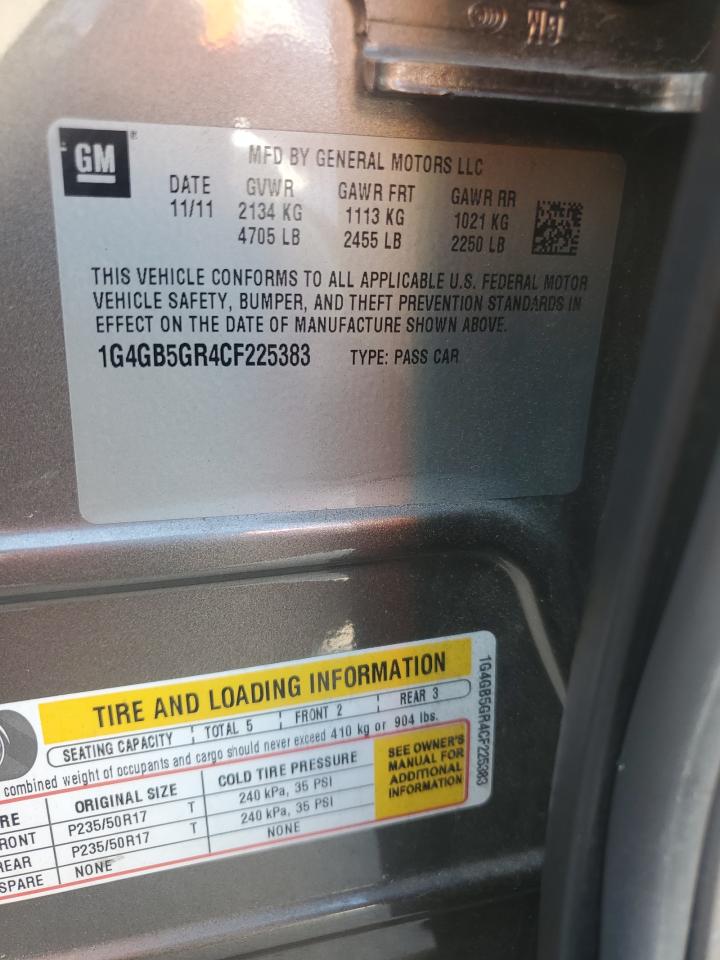 GM
MFD BY GENERAL MOTORS LLC
DATE GVWR GAWR FRT GAWR RR
11/11 2134 KG 1113 KG 1021 KG
4705 LB 2455 LB 2250 LB
THIS VEHICLE CONFORMS TO ALL APPLICABLE U.S. FEDERAL MOTOR
VEHICLE SAFETY, BUMPER, AND THEFT PREVENTION STANDARDS IN
EFFECT ON THE DATE OF MANUFACTURE SHOWN ABOVE.
1G4GB5GR4CF225383 TYPE: PASS CAR
TIRE AND LOADING INFORMATION
SEATING CAPACITY TOTAL 5 FRONT 2 REAR 3
combined weight of occupants and cargo should never exceed 410 kg or 904 lbs.
RE ORIGINAL SIZE COLD TIRE PRESSURE
RONT P235/50R17 T 240 kPa, 35 PSI
REAR P235/50R17 T 240 kPa, 35 PSI
SPARE NONE NONE
SEE OWNER'S
MANUAL FOR
ADDITIONAL
INFORMATION
1G4GB5GR4CF225383